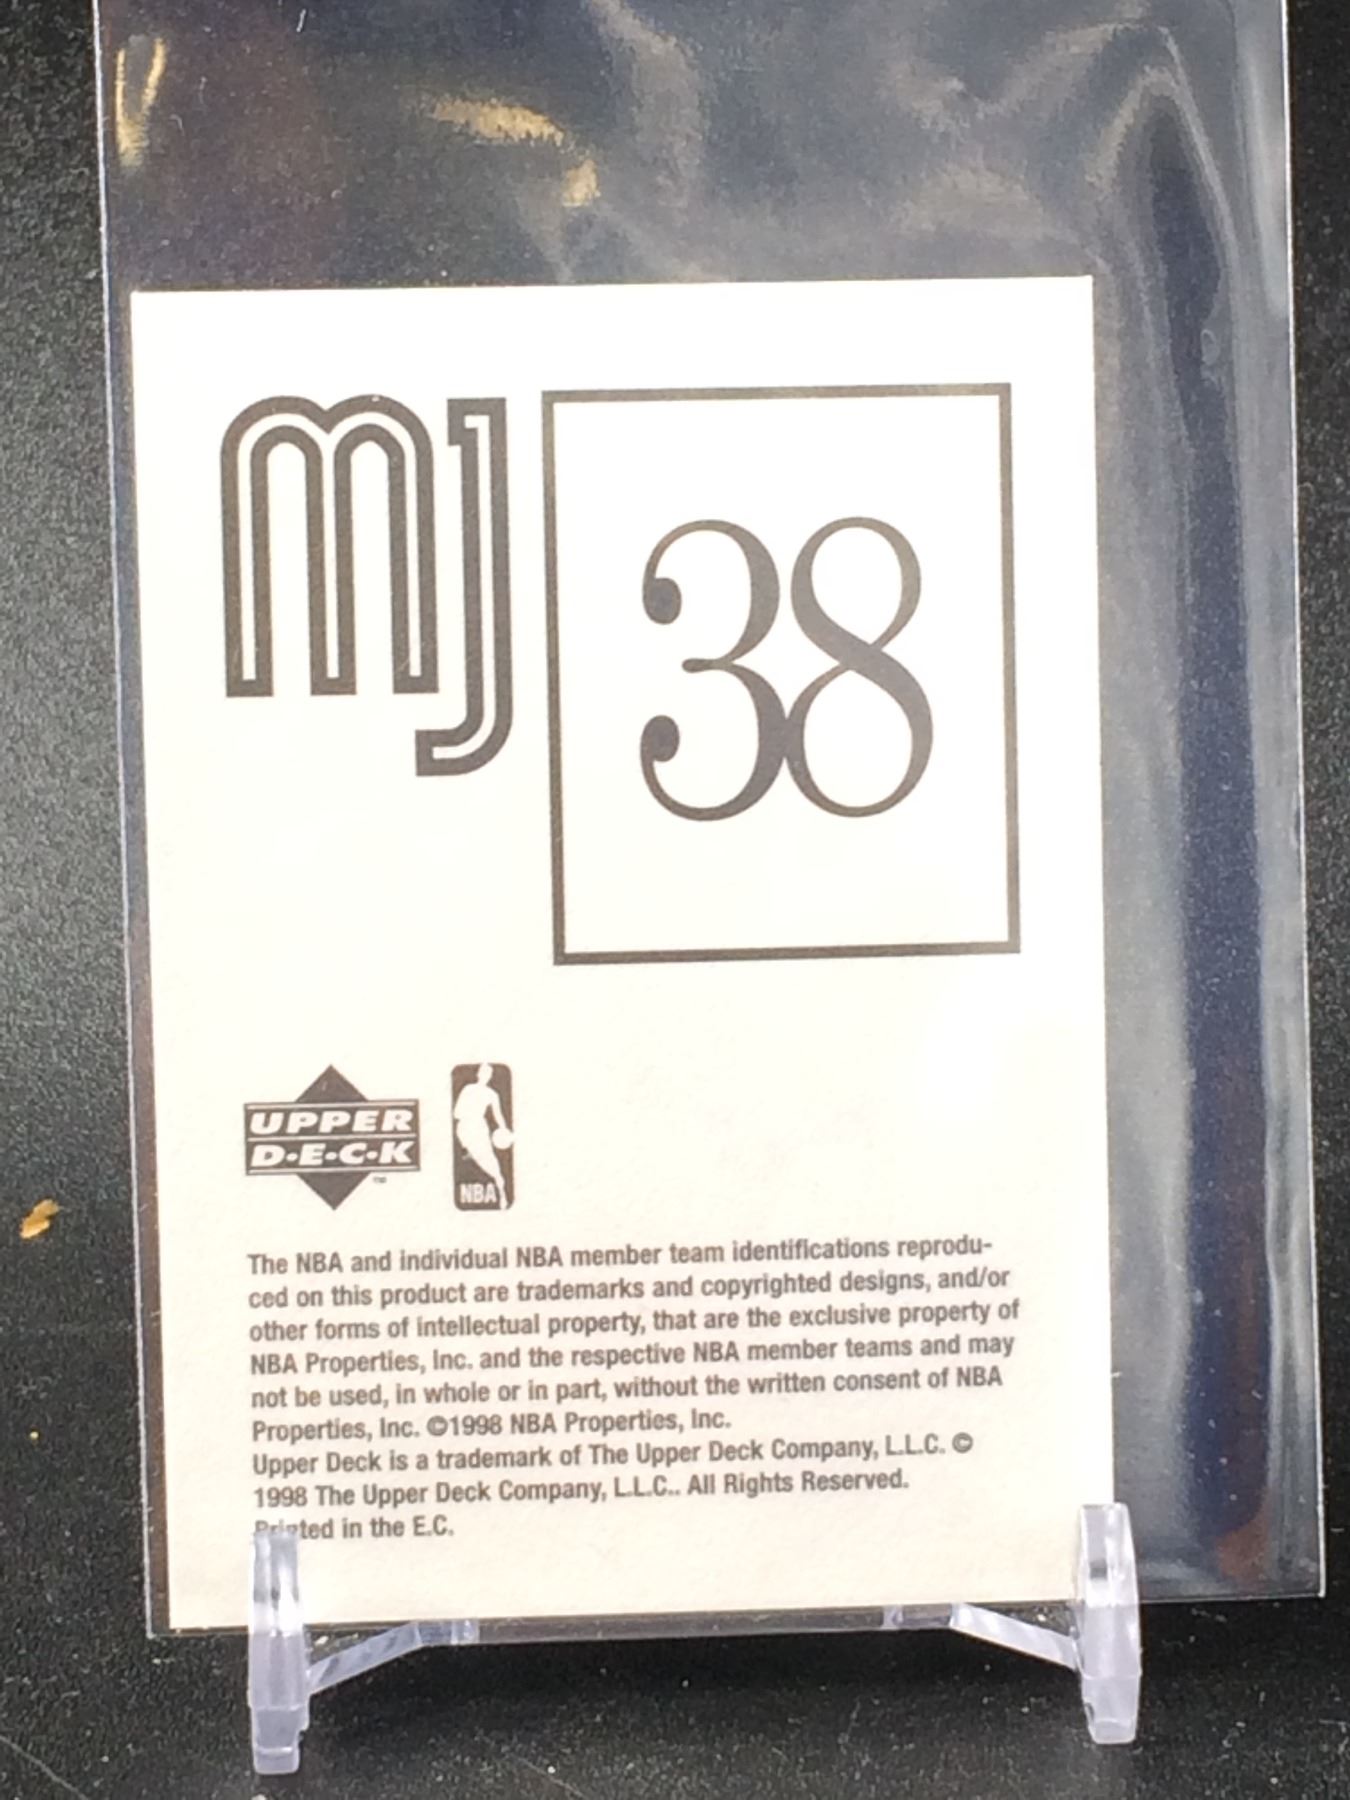 MJ
38
UPPER
D•E•C•K
™
NBA
The NBA and individual NBA member team identifications reprodu-
ced on this product are trademarks and copyrighted designs, and/or
other forms of intellectual property, that are the exclusive property of
NBA Properties, Inc. and the respective NBA member teams and may
not be used, in whole or in part, without the written consent of NBA
Properties, Inc. ©1998 NBA Properties, Inc.
Upper Deck is a trademark of The Upper Deck Company, L.L.C. ©
1998 The Upper Deck Company, L.L.C.. All Rights Reserved.
Printed in the E.C.